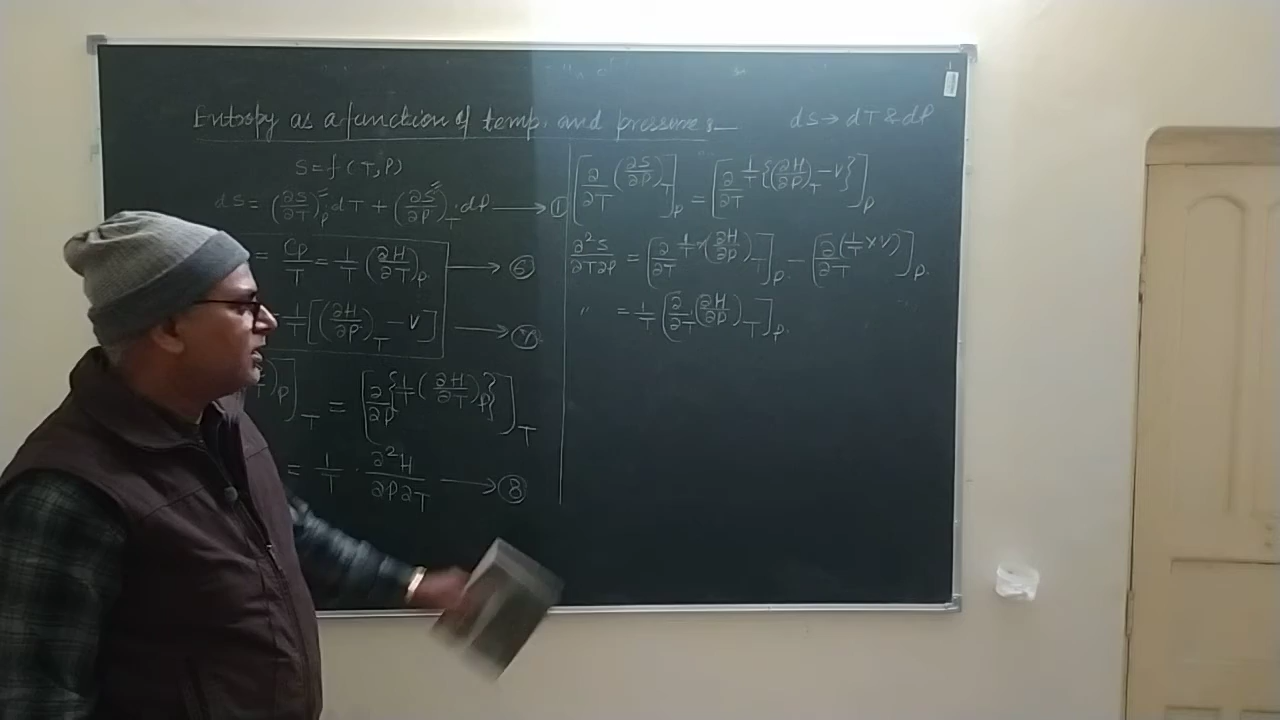 Entropy as a function of temp. and pressure :—
dS → dT & dP
S = f (T, P)
dS = (∂S/∂T)_P . dT + (∂S/∂P)_T . dP → ①
= Cp/T = 1/T (∂H/∂T)_P → ⑥
= 1/T [(∂H/∂P)_T − V] → ⑦
)_P]_T = [∂/∂P {1/T (∂H/∂T)_P}]_T
= 1/T · ∂²H/∂P∂T → ⑧
[∂/∂T (∂S/∂P)_T]_P = [∂/∂T 1/T {(∂H/∂P)_T − V}]_P
∂²S/∂T∂P = [∂/∂T 1/T × (∂H/∂P)_T]_P − [∂/∂T (1/T × V)]_P.
〃 = 1/T [∂/∂T . (∂H/∂P)_T]_P.